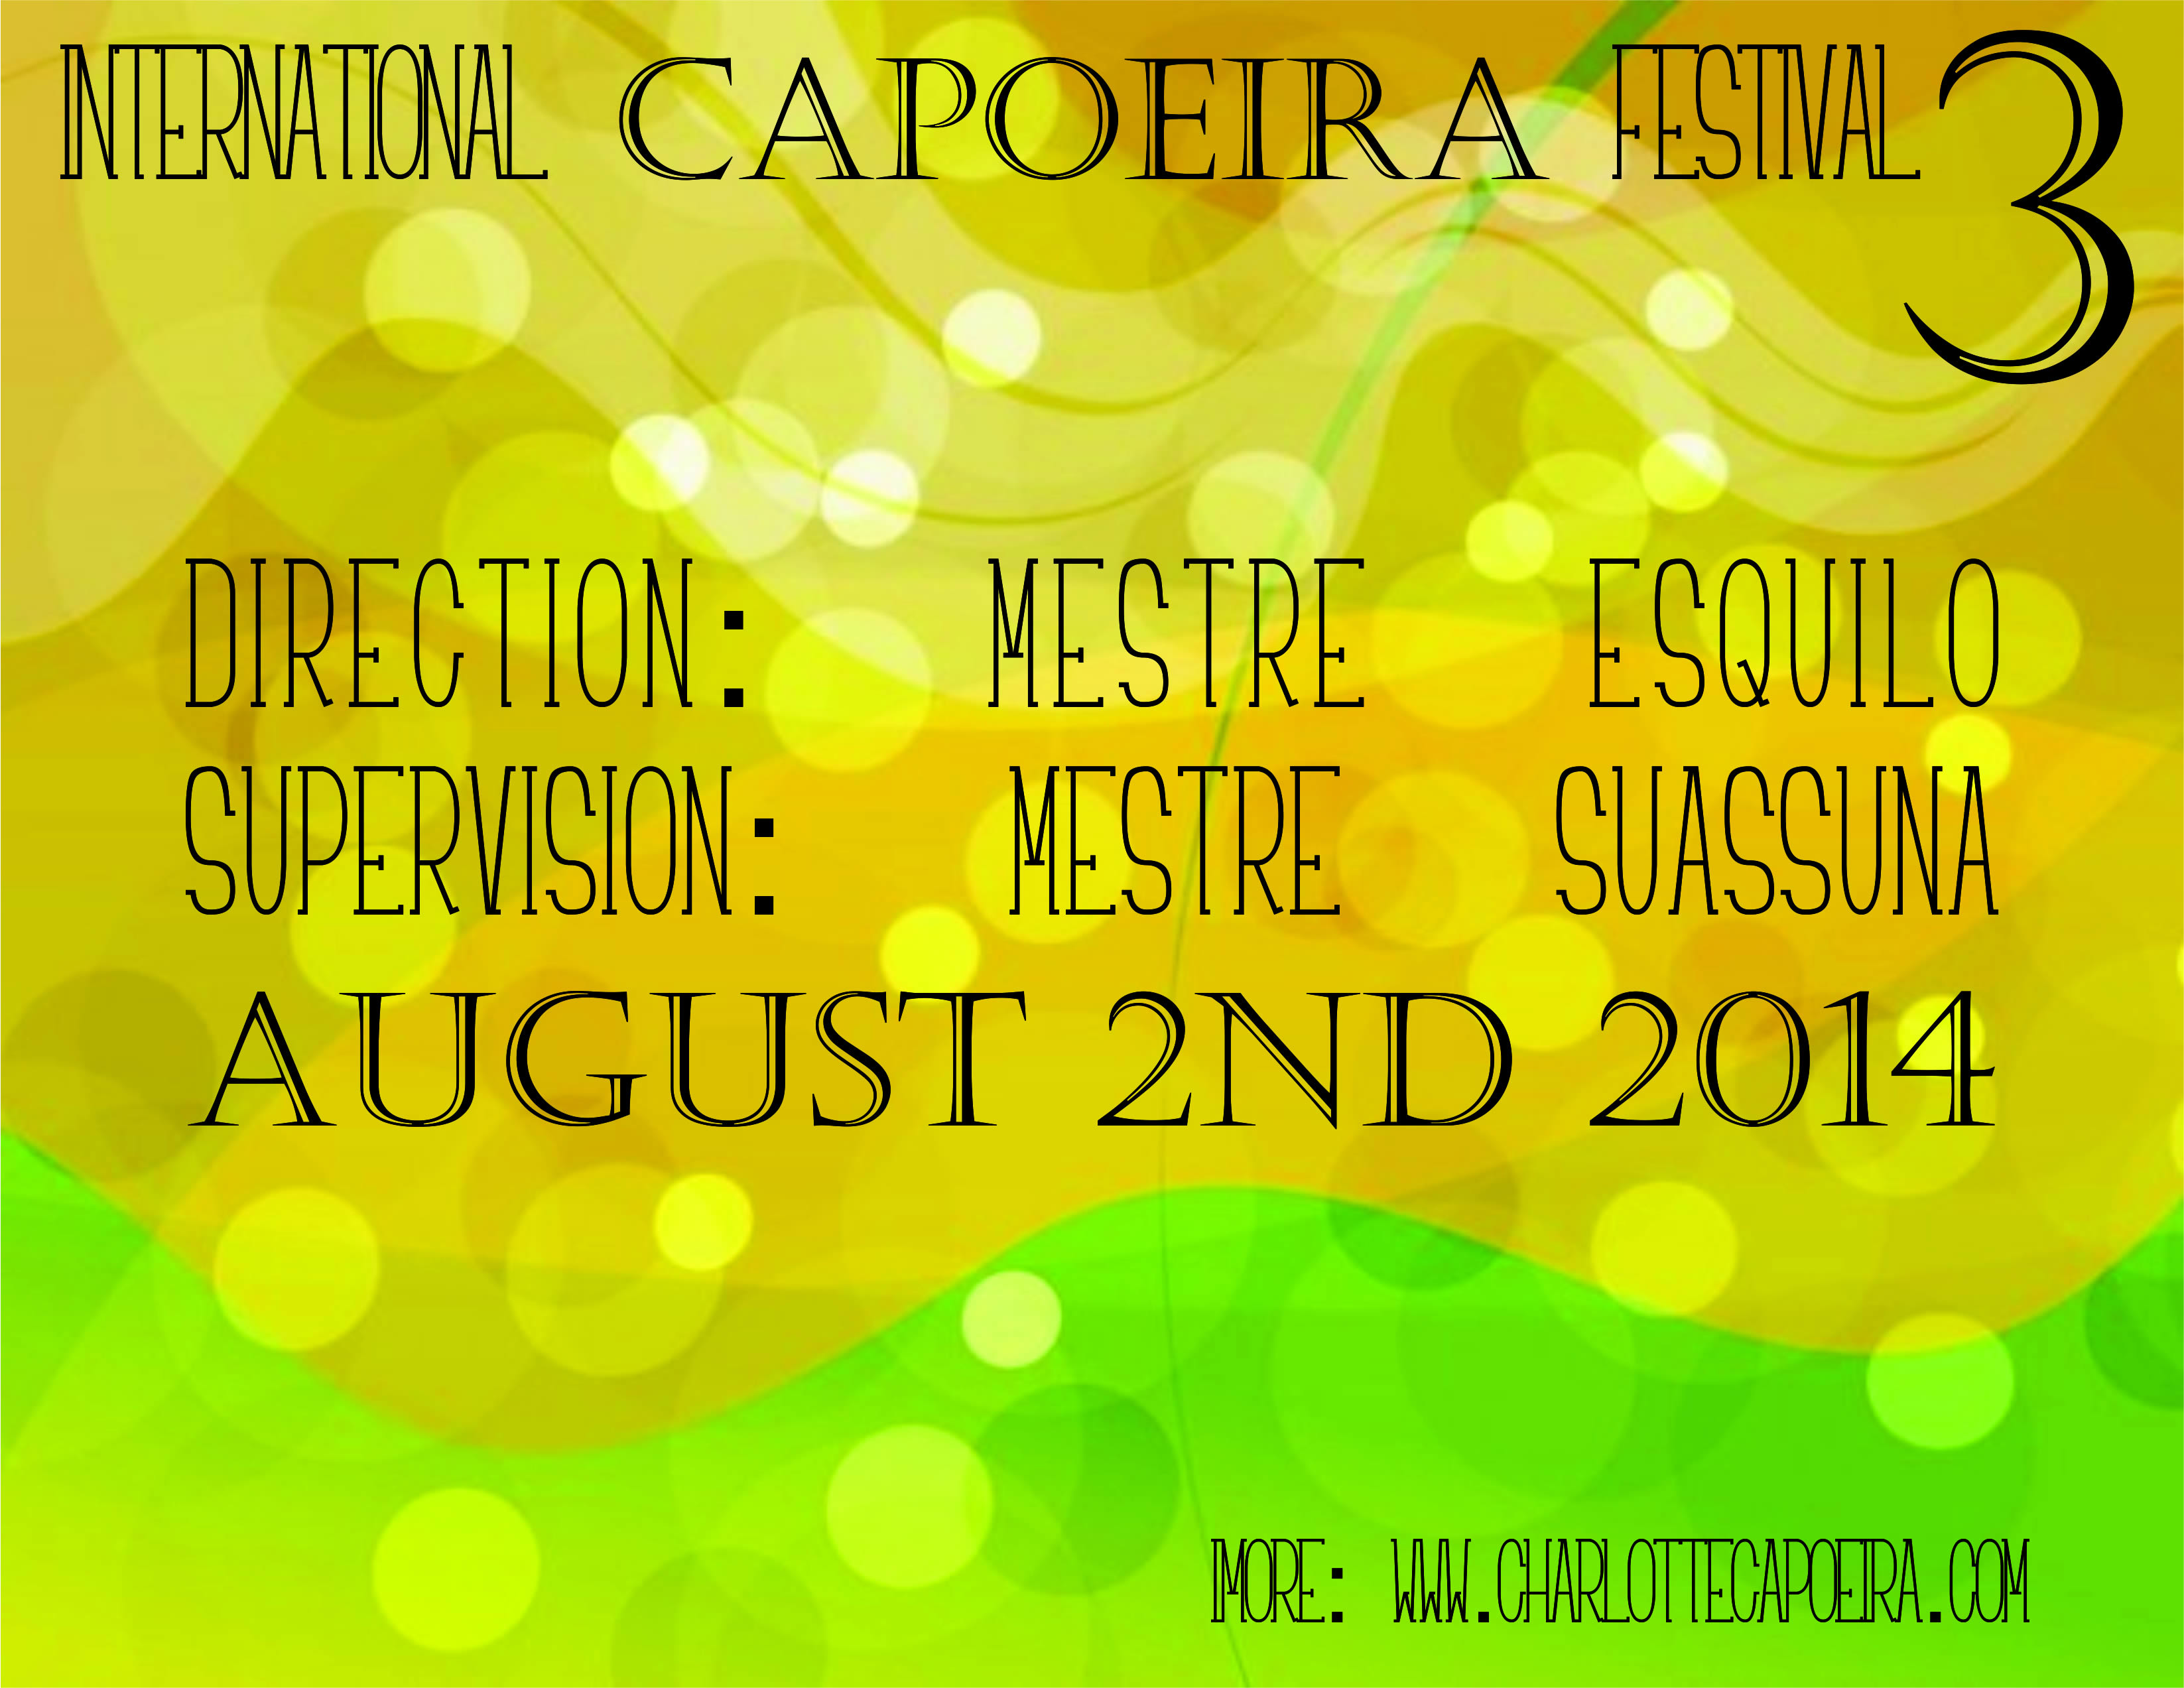 INTERNATIONAL CAPOEIRA FESTIVAL 3
DIRECTION: MESTRE ESQUILO
SUPERVISION: MESTRE SUASSUNA
AUGUST 2ND 2014
MORE: WWW.CHARLOTTECAPOEIRA.COM